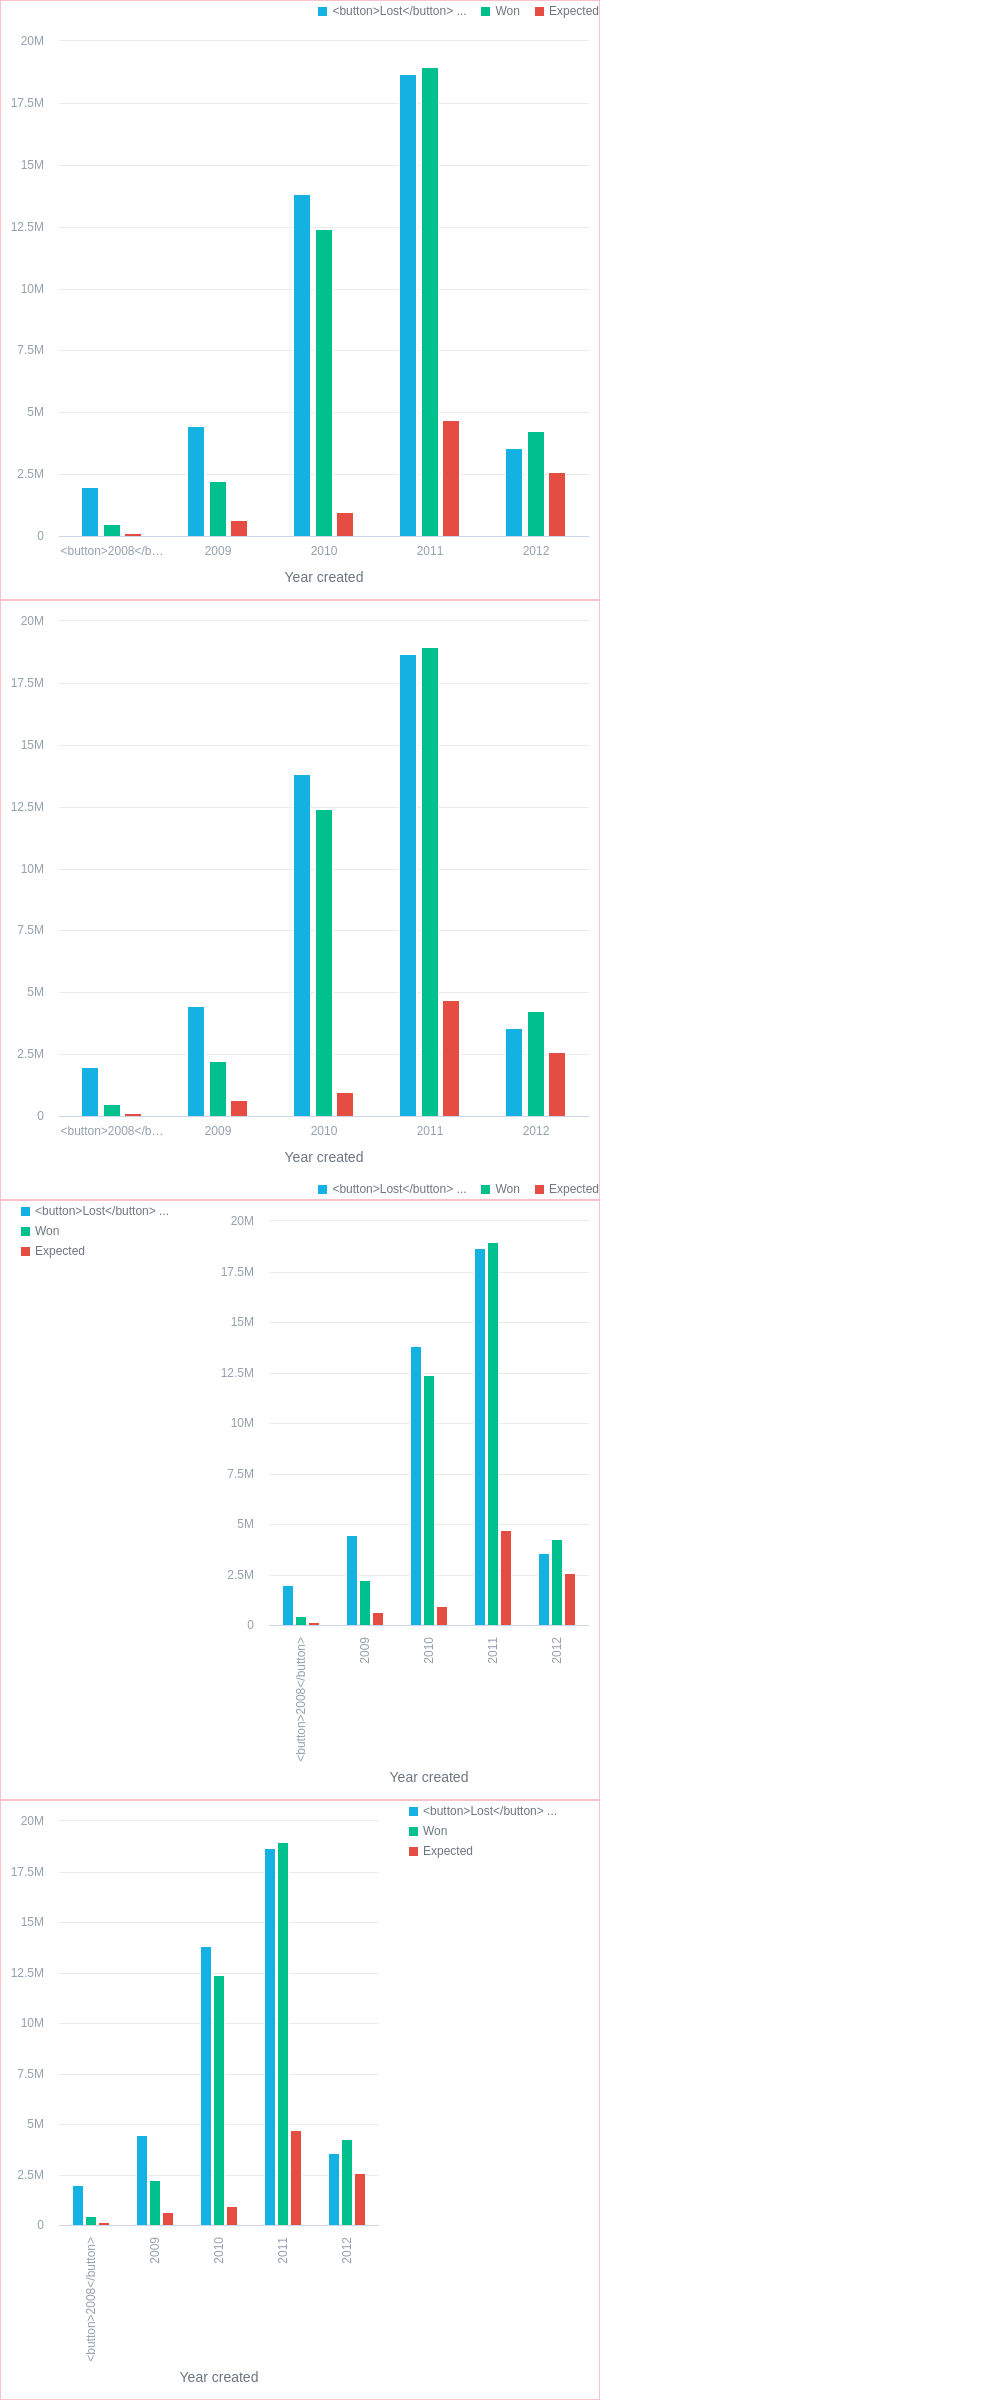 <button>Lost</button> ... Won Expected
20M
17.5M
15M
12.5M
10M
7.5M
5M
2.5M
0
<button>2008</b… 2009 2010 2011 2012
Year created
20M
17.5M
15M
12.5M
10M
7.5M
5M
2.5M
0
<button>2008</b… 2009 2010 2011 2012
Year created
<button>Lost</button> ... Won Expected
<button>Lost</button> ...
Won
Expected
20M
17.5M
15M
12.5M
10M
7.5M
5M
2.5M
0
<button>2008</button>
2009
2010
2011
2012
Year created
<button>Lost</button> ...
Won
Expected
20M
17.5M
15M
12.5M
10M
7.5M
5M
2.5M
0
<button>2008</button>
2009
2010
2011
2012
Year created